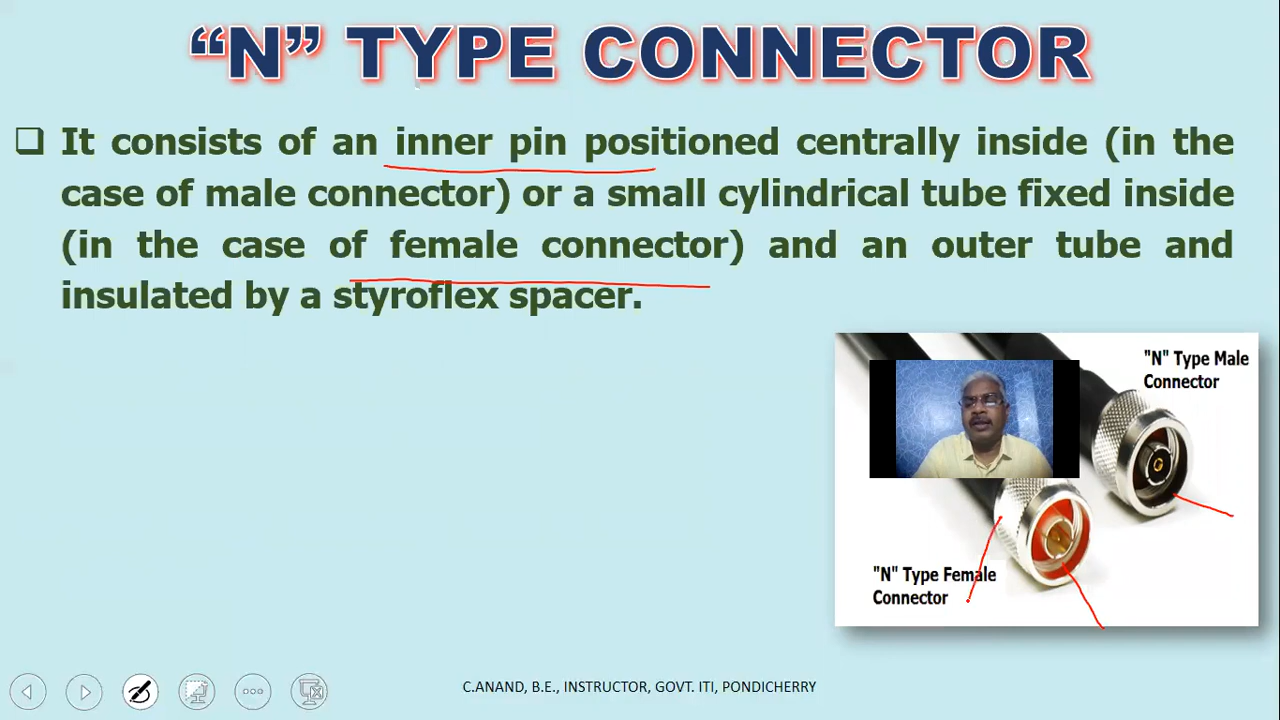 “N” TYPE CONNECTOR
❑ It consists of an inner pin positioned centrally inside (in the
case of male connector) or a small cylindrical tube fixed inside
(in the case of female connector) and an outer tube and
insulated by a styroflex spacer.
"N" Type Male
Connector
"N" Type Female
Connector
C.ANAND, B.E., INSTRUCTOR, GOVT. ITI, PONDICHERRY